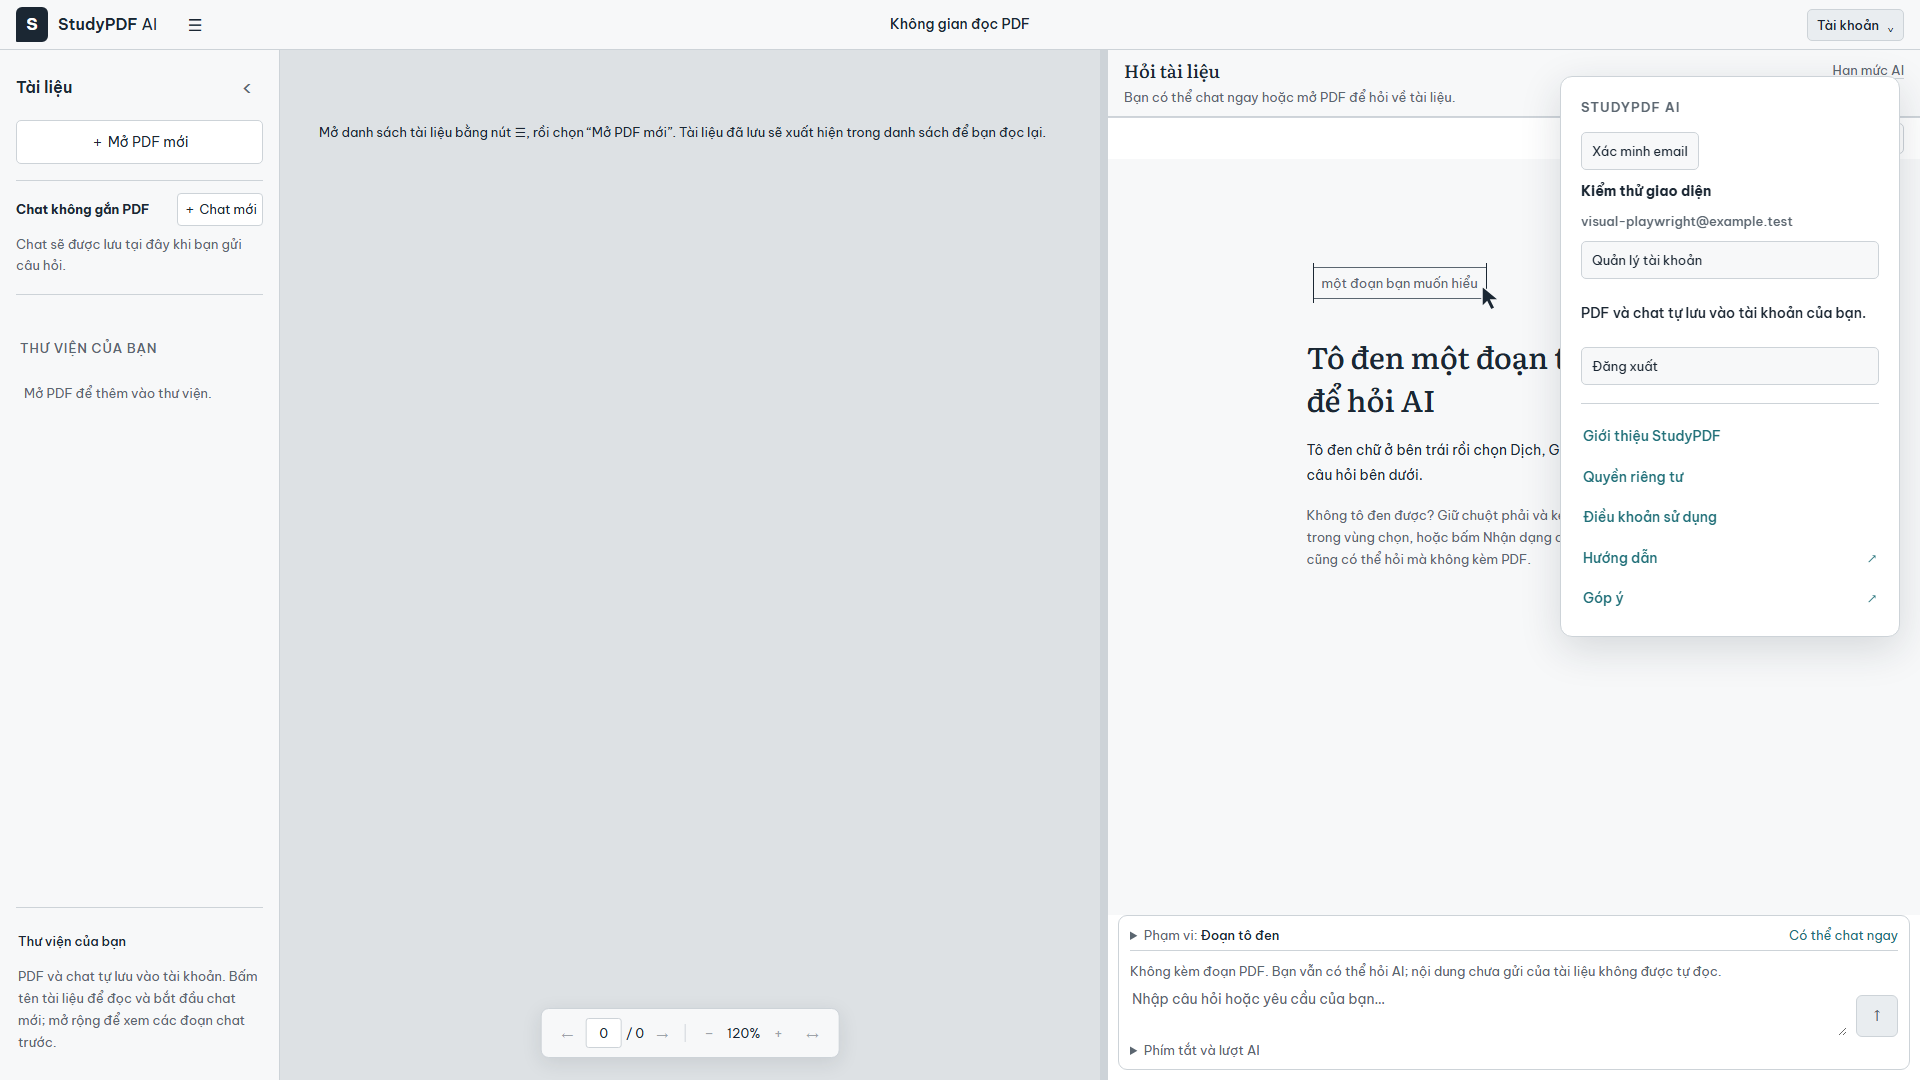 S StudyPDF AI ☰
Không gian đọc PDF
Tài khoản
Tài liệu
+ Mở PDF mới
Chat không gắn PDF
+ Chat mới
Chat sẽ được lưu tại đây khi bạn gửi
câu hỏi.
THƯ VIỆN CỦA BẠN
Mở PDF để thêm vào thư viện.
Thư viện của bạn
PDF và chat tự lưu vào tài khoản. Bấm
tên tài liệu để đọc và bắt đầu chat
mới; mở rộng để xem các đoạn chat
trước.
Mở danh sách tài liệu bằng nút ☰, rồi chọn “Mở PDF mới”. Tài liệu đã lưu sẽ xuất hiện trong danh sách để bạn đọc lại.
← 0 / 0 → − 120% + ↔
Hỏi tài liệu
Hạn mức AI
Bạn có thể chat ngay hoặc mở PDF để hỏi về tài liệu.
một đoạn bạn muốn hiểu
Tô đen một đoạn
để hỏi AI
Tô đen chữ ở bên trái rồi chọn Dịch,
câu hỏi bên dưới.
Không tô đen được? Giữ chuột phải và
trong vùng chọn, hoặc bấm Nhận dạng
cũng có thể hỏi mà không kèm PDF.
STUDYPDF AI
Xác minh email
Kiểm thử giao diện
visual-playwright@example.test
Quản lý tài khoản
PDF và chat tự lưu vào tài khoản của bạn.
Đăng xuất
Giới thiệu StudyPDF
Quyền riêng tư
Điều khoản sử dụng
Hướng dẫn ↗
Góp ý ↗
▶ Phạm vi: Đoạn tô đen
Có thể chat ngay
Không kèm đoạn PDF. Bạn vẫn có thể hỏi AI; nội dung chưa gửi của tài liệu không được tự đọc.
Nhập câu hỏi hoặc yêu cầu của bạn...
↑
▶ Phím tắt và lượt AI